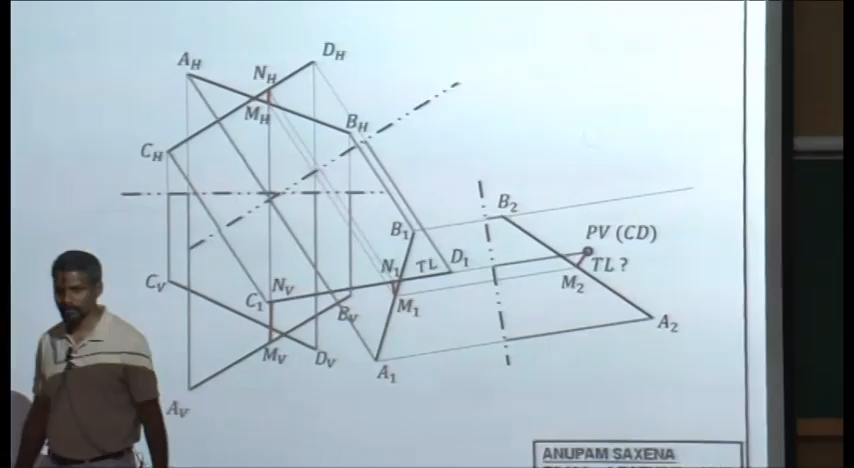 A_H
N_H
D_H
M_H
B_H
C_H
B_1
B_2
PV (CD)
N_1
TL
D_1
TL ?
C_V
C_1
N_V
M_1
M_2
B_V
A_2
M_V
D_V
A_1
A_V
ANUPAM SAXENA